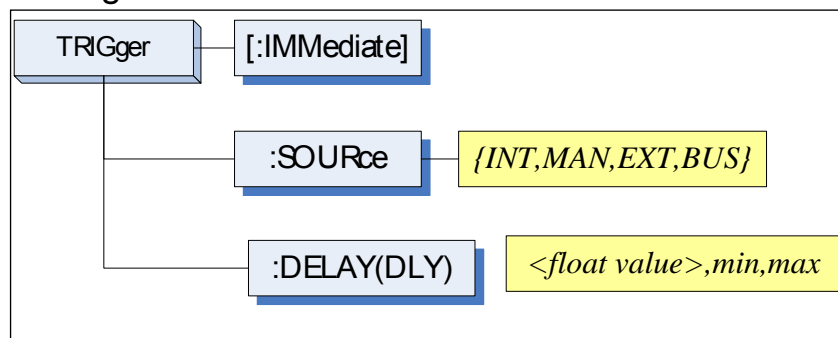 TRIGger
[:IMMediate]
:SOURce
{INT,MAN,EXT,BUS}
:DELAY(DLY)
<float value>,min,max